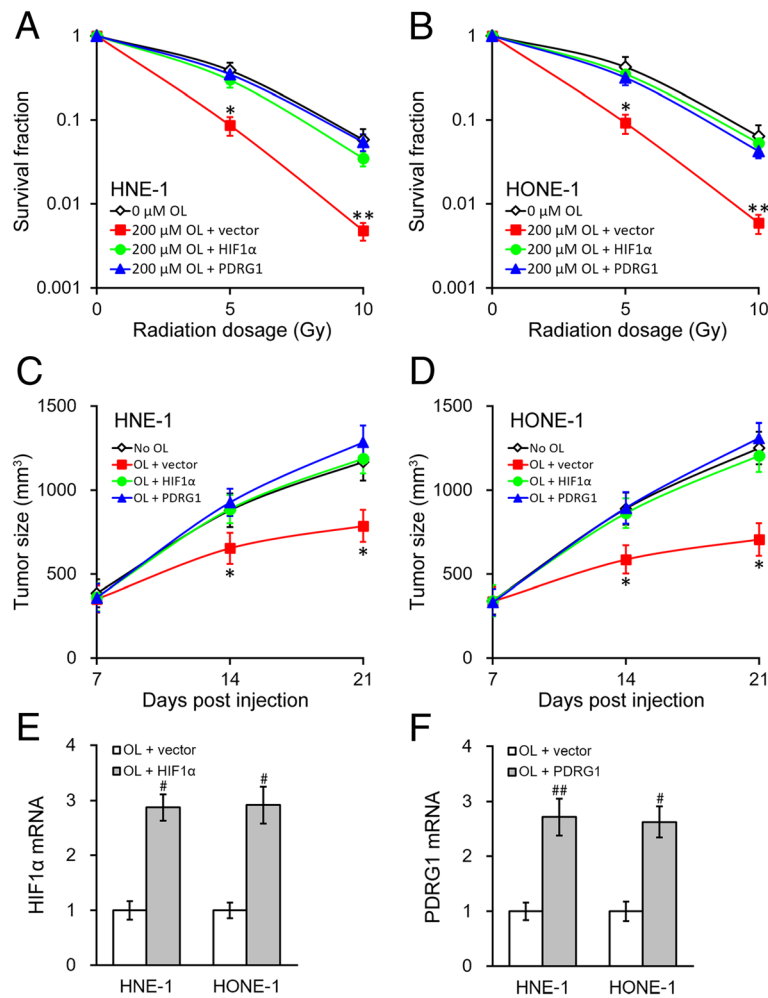 A
1
0.1
0.01
0.001
Survival fraction
HNE-1
0 µM OL
200 µM OL + vector
200 µM OL + HIF1α
200 µM OL + PDRG1
*
**
0
5
10
Radiation dosage (Gy)
B
1
0.1
0.01
0.001
Survival fraction
HONE-1
0 µM OL
200 µM OL + vector
200 µM OL + HIF1α
200 µM OL + PDRG1
*
**
0
5
10
Radiation dosage (Gy)
C
1500
1000
500
0
Tumor size (mm³)
HNE-1
No OL
OL + vector
OL + HIF1α
OL + PDRG1
*
*
7
14
21
Days post injection
D
1500
1000
500
0
Tumor size (mm³)
HONE-1
No OL
OL + vector
OL + HIF1α
OL + PDRG1
*
*
7
14
21
Days post injection
E
4
3
2
1
0
HIF1α mRNA
OL + vector
OL + HIF1α
#
#
HNE-1
HONE-1
F
4
3
2
1
0
PDRG1 mRNA
OL + vector
OL + PDRG1
##
#
HNE-1
HONE-1